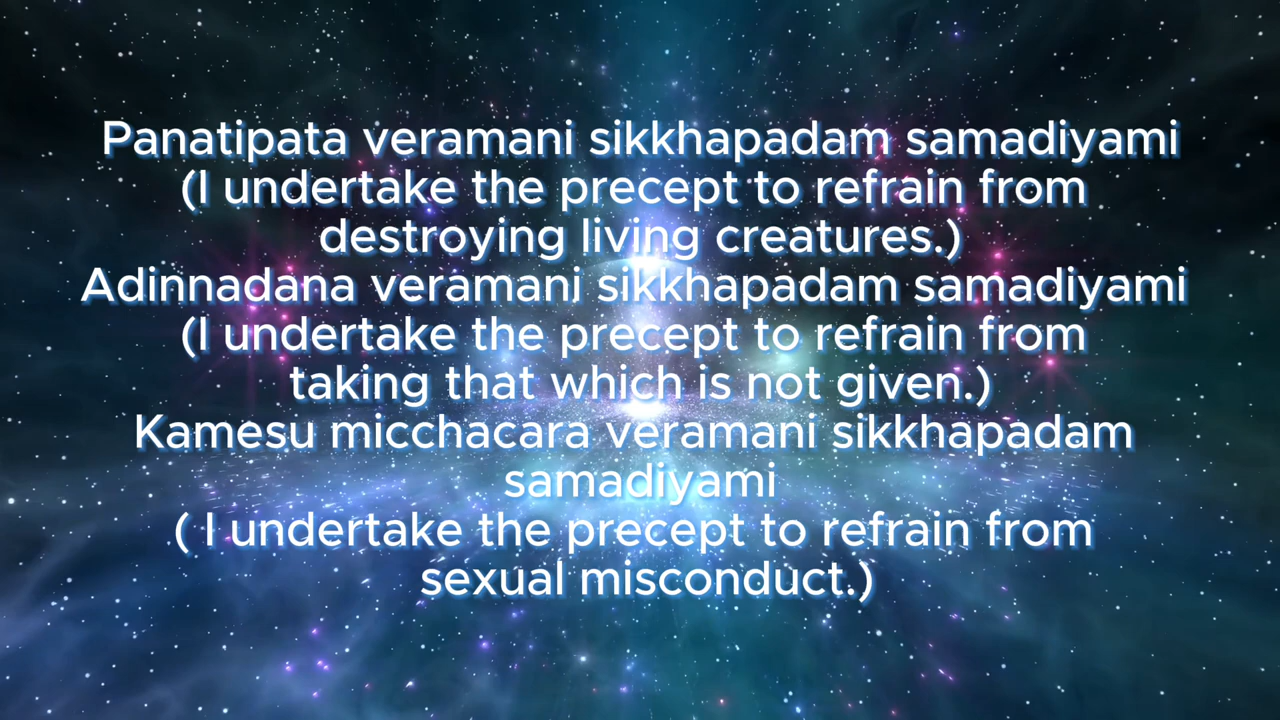 Panatipata veramani sikkhapadam samadiyami
(I undertake the precept to refrain from
destroying living creatures.)
Adinnadana veramani sikkhapadam samadiyami
(I undertake the precept to refrain from
taking that which is not given.)
Kamesu micchacara veramani sikkhapadam
samadiyami
( I undertake the precept to refrain from
sexual misconduct.)